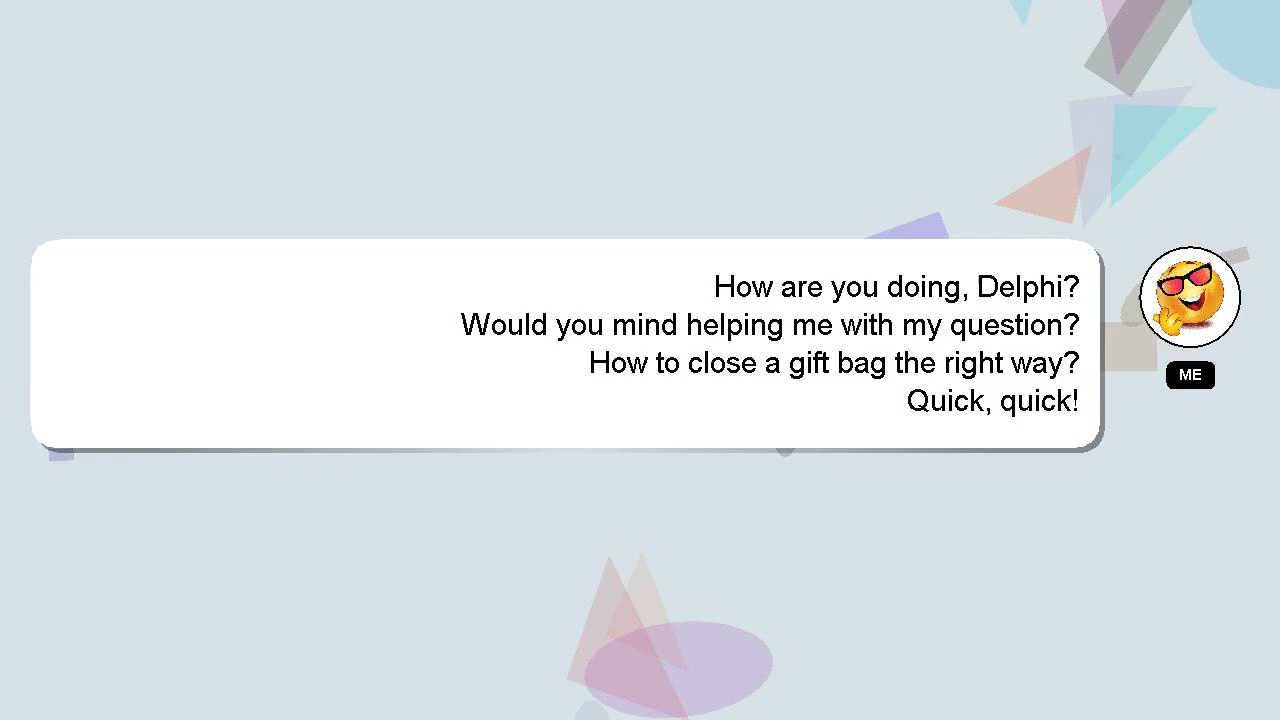 How are you doing, Delphi?
Would you mind helping me with my question?
How to close a gift bag the right way?
Quick, quick!
ME